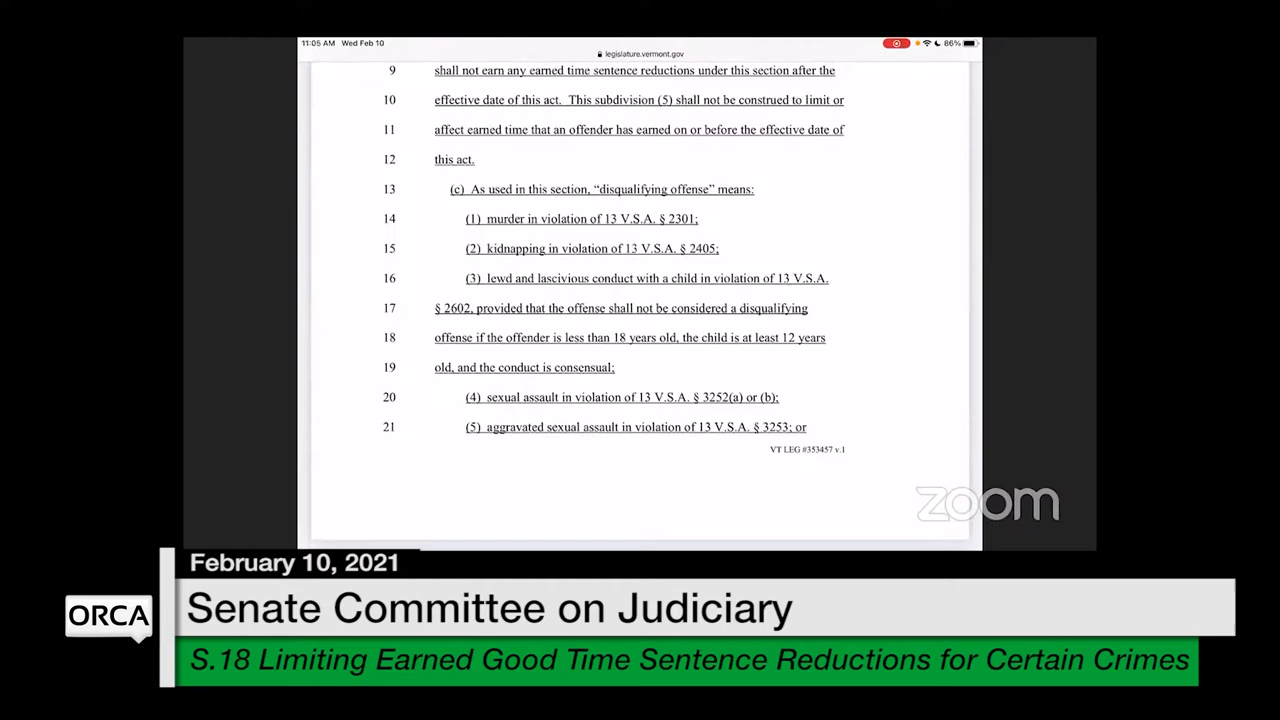 11:05 AM Wed Feb 10
86%
legislature.vermont.gov
9 shall not earn any earned time sentence reductions under this section after the
10 effective date of this act. This subdivision (5) shall not be construed to limit or
11 affect earned time that an offender has earned on or before the effective date of
12 this act.
13 (c) As used in this section, “disqualifying offense” means:
14 (1) murder in violation of 13 V.S.A. § 2301;
15 (2) kidnapping in violation of 13 V.S.A. § 2405;
16 (3) lewd and lascivious conduct with a child in violation of 13 V.S.A.
17 § 2602, provided that the offense shall not be considered a disqualifying
18 offense if the offender is less than 18 years old, the child is at least 12 years
19 old, and the conduct is consensual;
20 (4) sexual assault in violation of 13 V.S.A. § 3252(a) or (b);
21 (5) aggravated sexual assault in violation of 13 V.S.A. § 3253; or
VT LEG #353457 v.1
zoom
February 10, 2021
ORCA
Senate Committee on Judiciary
S.18 Limiting Earned Good Time Sentence Reductions for Certain Crimes